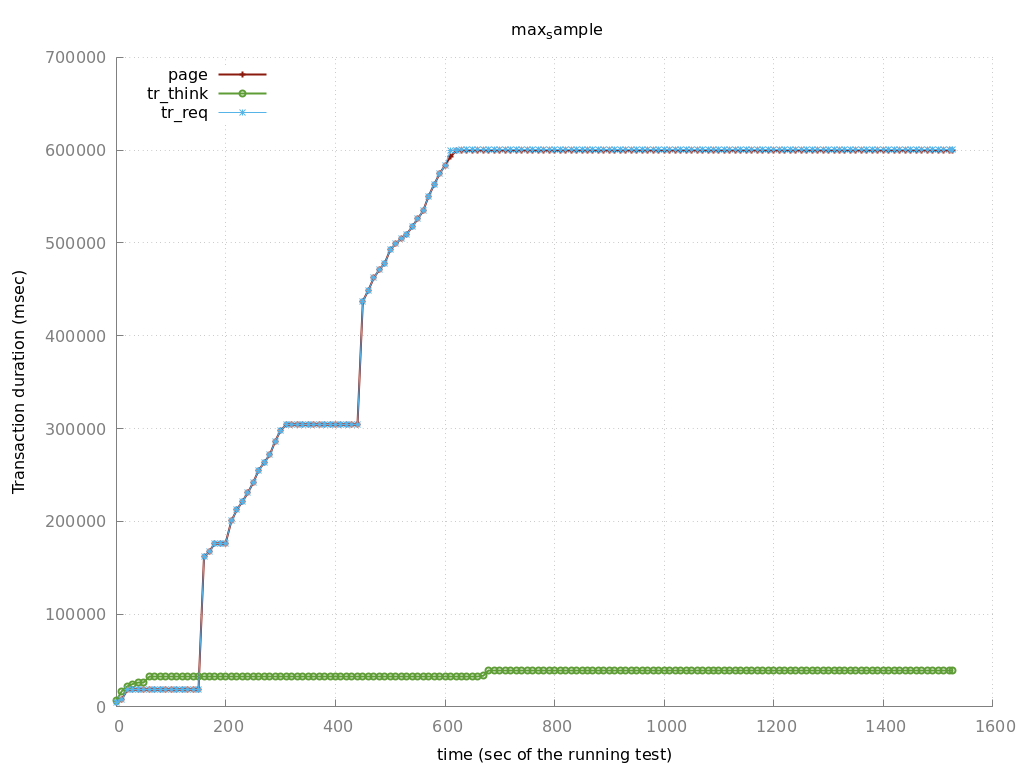 max_sample
700000
page
tr_think
tr_req
600000
500000
400000
300000
200000
100000
0
Transaction duration (msec)
0 200 400 600 800 1000 1200 1400 1600
time (sec of the running test)